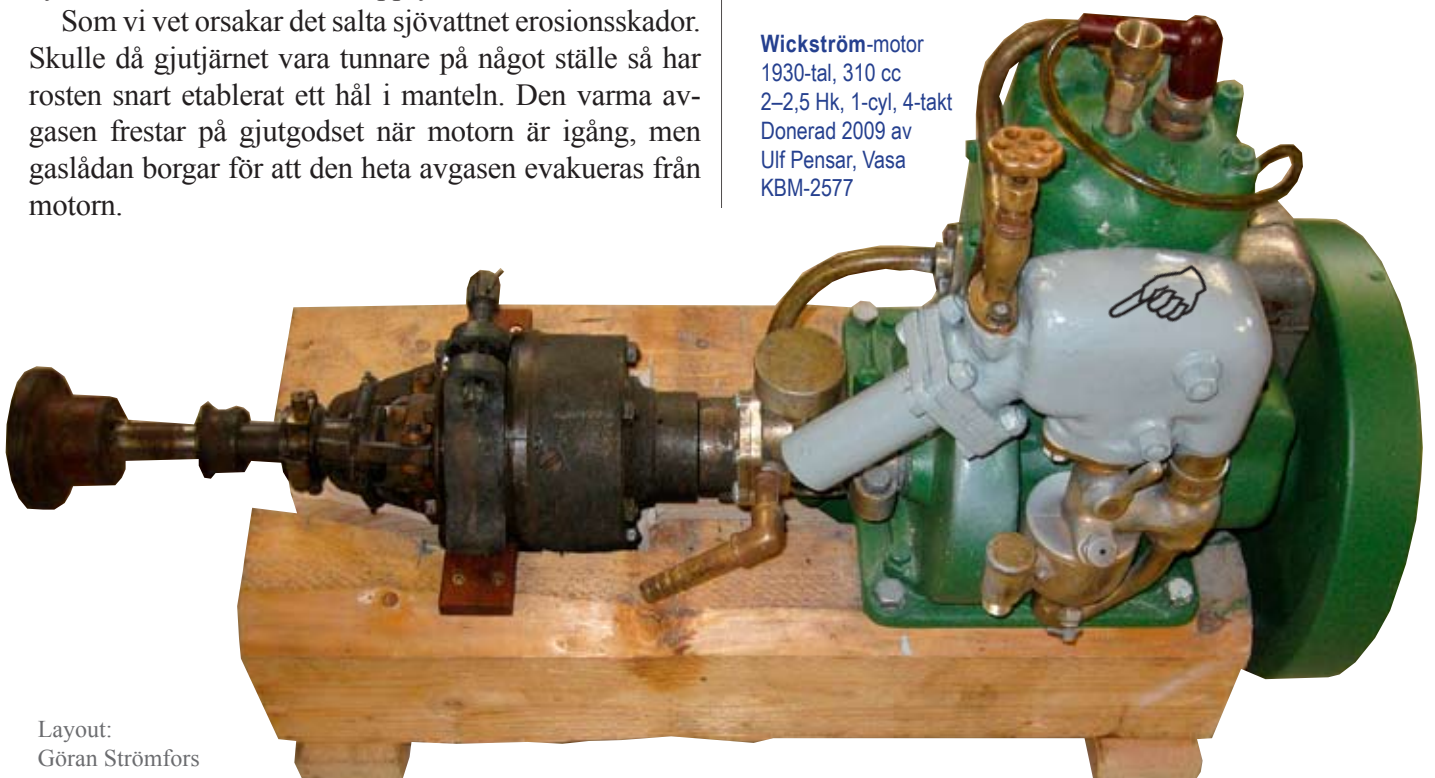 Som vi vet orsakar det salta sjövattnet erosionsskador.
Skulle då gjutjärnet vara tunnare på något ställe så har
rosten snart etablerat ett hål i manteln. Den varma av-
gasen frestar på gjutgodset när motorn är igång, men
gaslådan borgar för att den heta avgasen evakueras från
motorn.
Wickström-motor
1930-tal, 310 cc
2–2,5 Hk, 1-cyl, 4-takt
Donerad 2009 av
Ulf Pensar, Vasa
KBM-2577
Layout:
Göran Strömfors